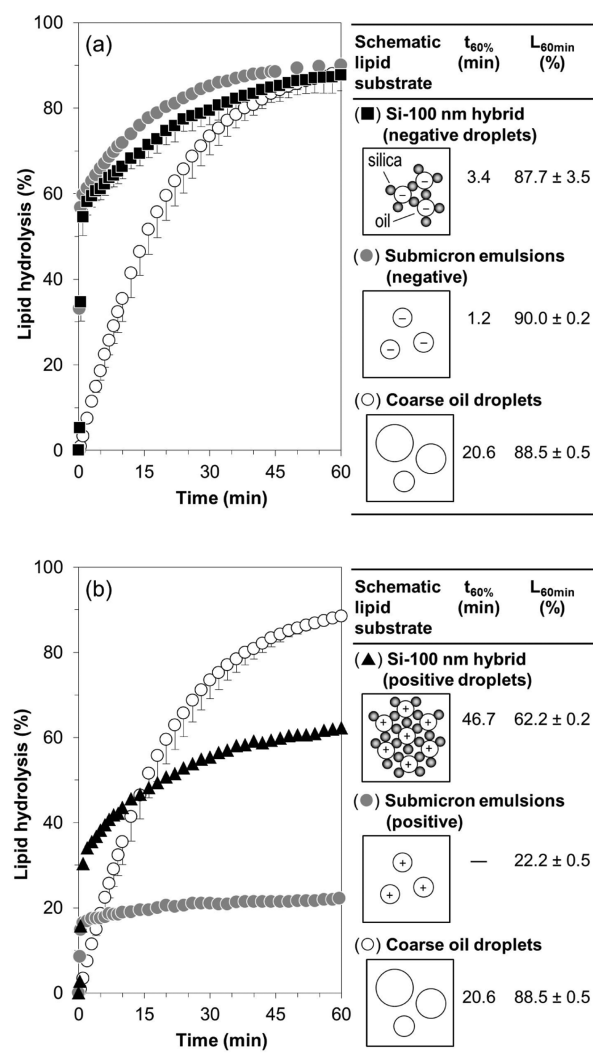 (a)
100
80
60
40
20
0
Lipid hydrolysis (%)
0 15 30 45 60
Time (min)
Schematic lipid substrate t60% (min) L60min (%)
(■) Si-100 nm hybrid
(negative droplets)
silica
oil
− − −
3.4 87.7 ± 3.5
(●) Submicron emulsions
(negative)
− − −
1.2 90.0 ± 0.2
(○) Coarse oil droplets
20.6 88.5 ± 0.5
(b)
100
80
60
40
20
0
Lipid hydrolysis (%)
0 15 30 45 60
Time (min)
Schematic lipid substrate t60% (min) L60min (%)
(▲) Si-100 nm hybrid
(positive droplets)
+ + + + + + +
46.7 62.2 ± 0.2
(●) Submicron emulsions
(positive)
+ + +
— 22.2 ± 0.5
(○) Coarse oil droplets
20.6 88.5 ± 0.5